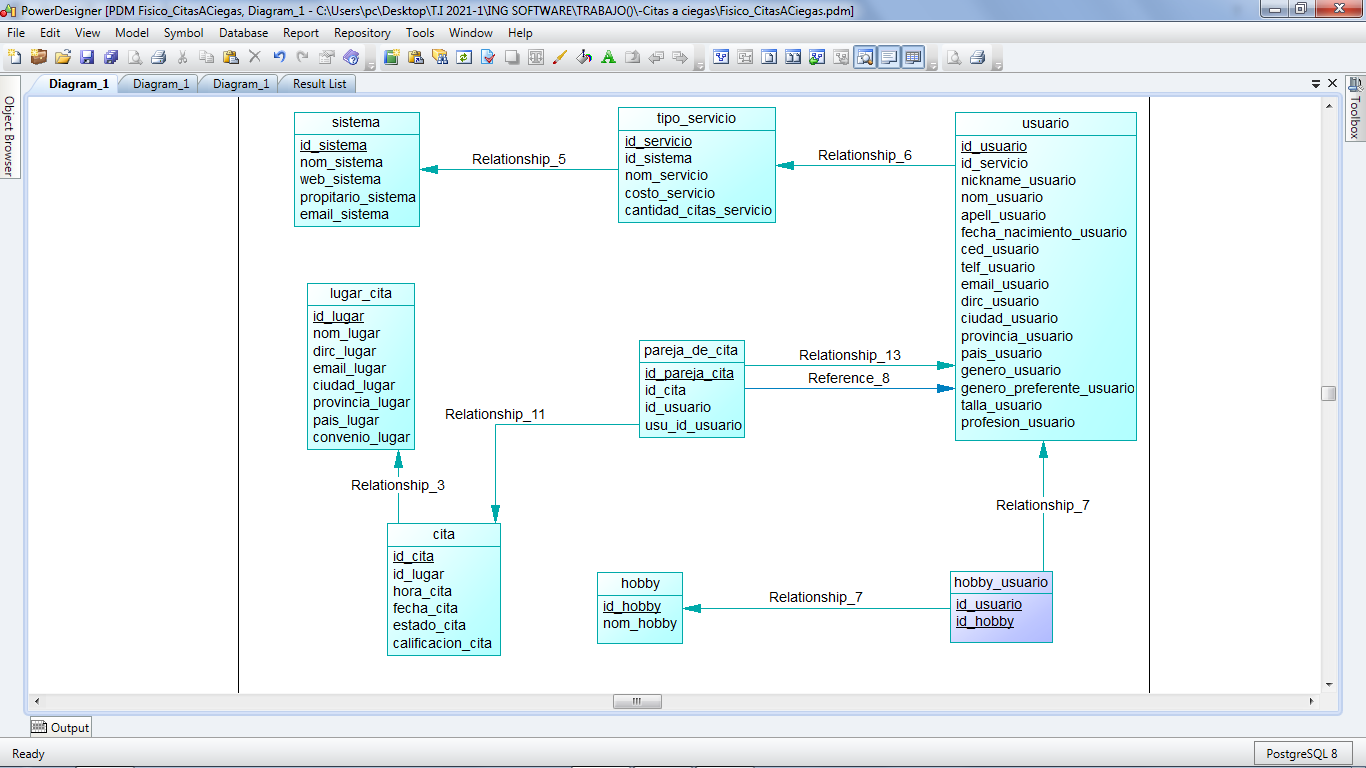 PowerDesigner [PDM Fisico_CitasACiegas, Diagram_1 - C:\Users\pc\Desktop\T.I 2021-1\ING SOFTWARE\TRABAJO()\-Citas a ciegas\Fisico_CitasACiegas.pdm]
File Edit View Model Symbol Database Report Repository Tools Window Help
Diagram_1 Diagram_1 Diagram_1 Result List
Object Browser
Toolbox
sistema
id_sistema
nom_sistema
web_sistema
propitario_sistema
email_sistema
Relationship_5
tipo_servicio
id_servicio
id_sistema
nom_servicio
costo_servicio
cantidad_citas_servicio
Relationship_6
usuario
id_usuario
id_servicio
nickname_usuario
nom_usuario
apell_usuario
fecha_nacimiento_usuario
ced_usuario
telf_usuario
email_usuario
dirc_usuario
ciudad_usuario
provincia_usuario
pais_usuario
genero_usuario
genero_preferente_usuario
talla_usuario
profesion_usuario
lugar_cita
id_lugar
nom_lugar
dirc_lugar
email_lugar
ciudad_lugar
provincia_lugar
pais_lugar
convenio_lugar
pareja_de_cita
id_pareja_cita
id_cita
id_usuario
usu_id_usuario
Relationship_13
Reference_8
Relationship_11
Relationship_3
Relationship_7
cita
id_cita
id_lugar
hora_cita
fecha_cita
estado_cita
calificacion_cita
hobby
id_hobby
nom_hobby
Relationship_7
hobby_usuario
id_usuario
id_hobby
Output
Ready
PostgreSQL 8